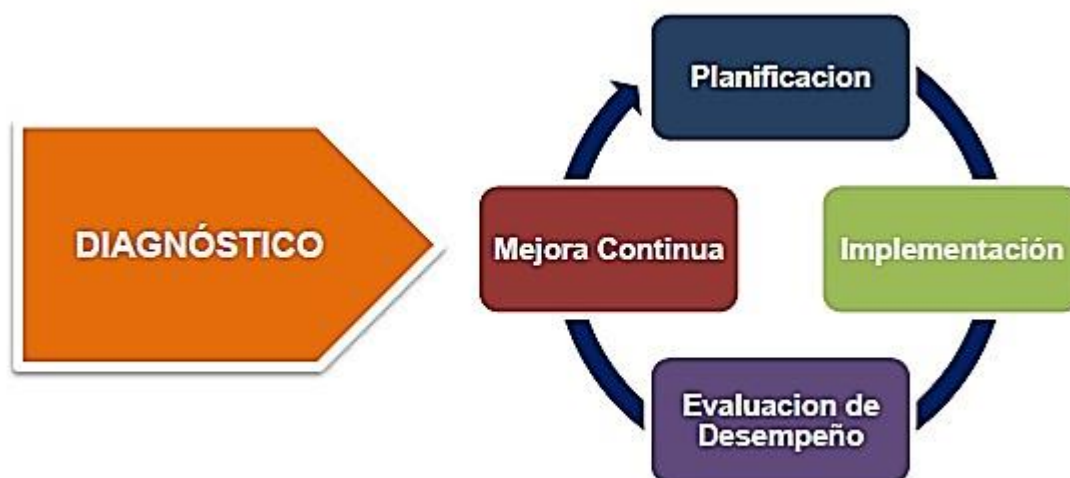 Planificacion
DIAGNÓSTICO
Mejora Continua
Implementación
Evaluacion de
Desempeño